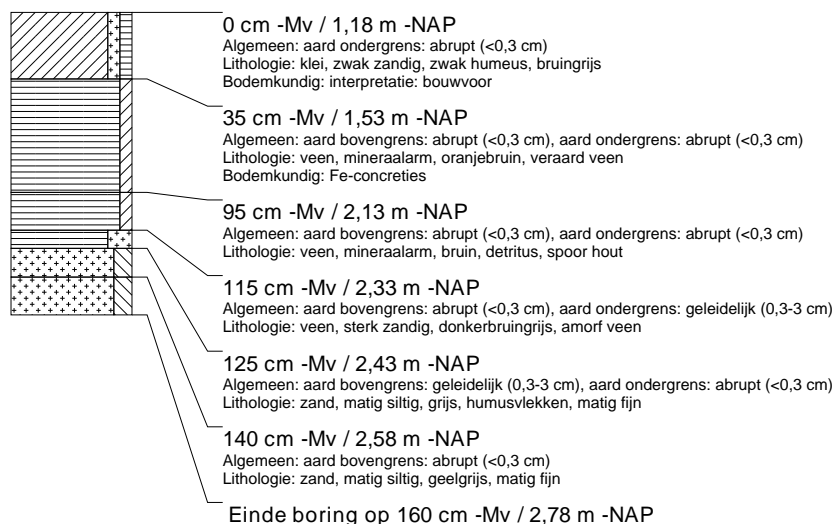 0 cm -Mv / 1,18 m -NAP
Algemeen: aard ondergrens: abrupt (<0,3 cm)
Lithologie: klei, zwak zandig, zwak humeus, bruingrijs
Bodemkundig: interpretatie: bouwvoor
35 cm -Mv / 1,53 m -NAP
Algemeen: aard bovengrens: abrupt (<0,3 cm), aard ondergrens: abrupt (<0,3 cm)
Lithologie: veen, mineraalarm, oranjebruin, veraard veen
Bodemkundig: Fe-concreties
95 cm -Mv / 2,13 m -NAP
Algemeen: aard bovengrens: abrupt (<0,3 cm), aard ondergrens: abrupt (<0,3 cm)
Lithologie: veen, mineraalarm, bruin, detritus, spoor hout
115 cm -Mv / 2,33 m -NAP
Algemeen: aard bovengrens: abrupt (<0,3 cm), aard ondergrens: geleidelijk (0,3-3 cm)
Lithologie: veen, sterk zandig, donkerbruingrijs, amorf veen
125 cm -Mv / 2,43 m -NAP
Algemeen: aard bovengrens: geleidelijk (0,3-3 cm), aard ondergrens: abrupt (<0,3 cm)
Lithologie: zand, matig siltig, grijs, humusvlekken, matig fijn
140 cm -Mv / 2,58 m -NAP
Algemeen: aard bovengrens: abrupt (<0,3 cm)
Lithologie: zand, matig siltig, geelgrijs, matig fijn
Einde boring op 160 cm -Mv / 2,78 m -NAP